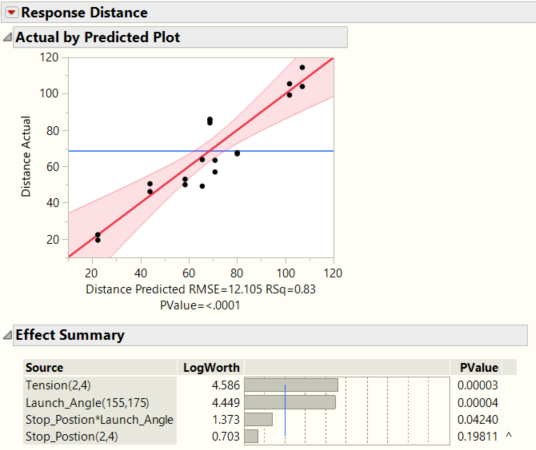 Response Distance
Actual by Predicted Plot
120
100
80
60
40
20
Distance Actual
20 40 60 80 100 120
Distance Predicted RMSE=12.105 RSq=0.83
PValue=<.0001
Effect Summary
Source LogWorth PValue
Tension(2,4) 4.586 0.00003
Launch_Angle(155,175) 4.449 0.00004
Stop_Postion*Launch_Angle 1.373 0.04240
Stop_Postion(2,4) 0.703 0.19811 ^